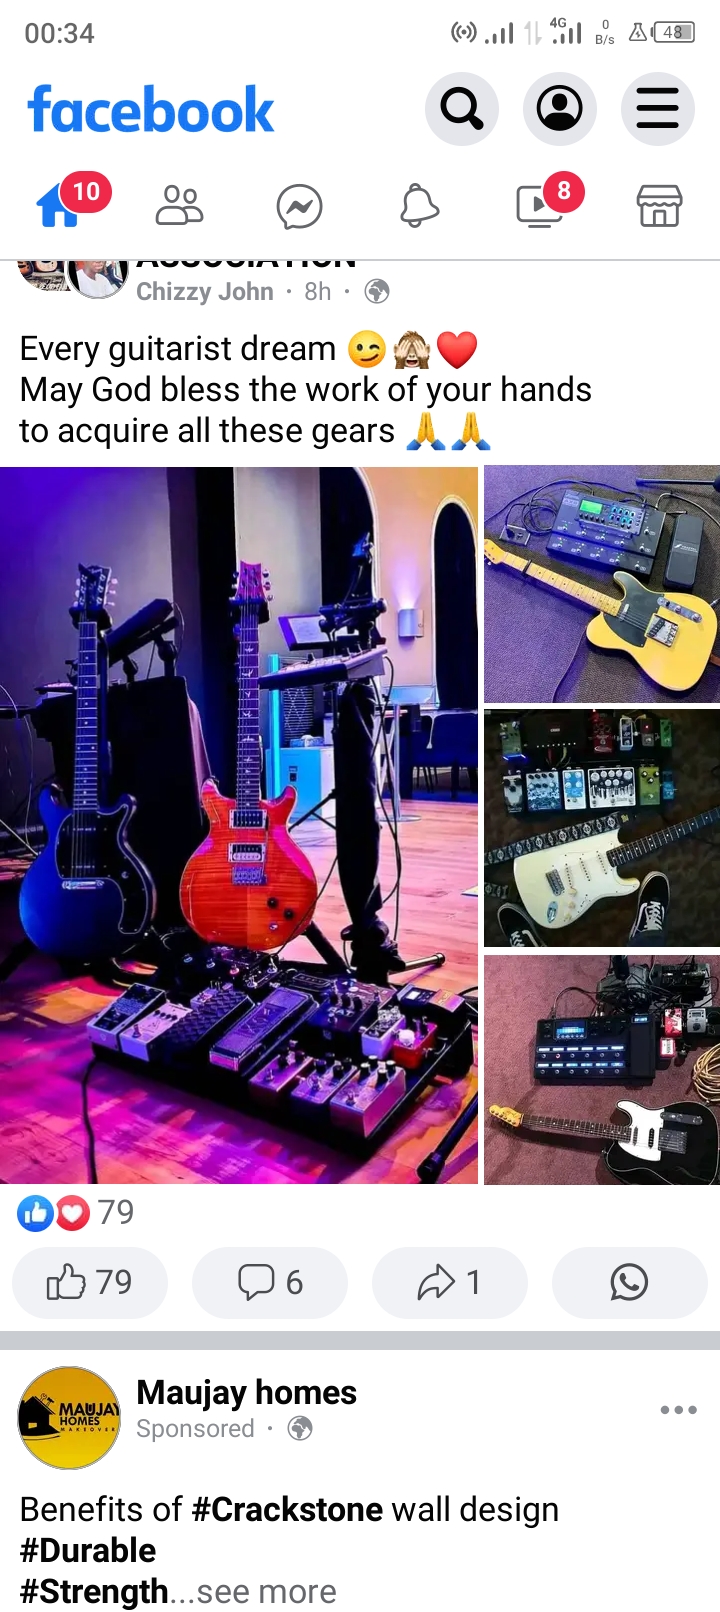 00:34
4G
0
B/s
48
facebook
10
8
ASSOCIATION
Chizzy John · 8h ·
Every guitarist dream 😉🙈❤️
May God bless the work of your hands
to acquire all these gears 🙏🙏
79
79
6
1
MAUJAY
HOMES
MAKEOVER
Maujay homes
Sponsored ·
Benefits of #Crackstone wall design
#Durable
#Strength...see more